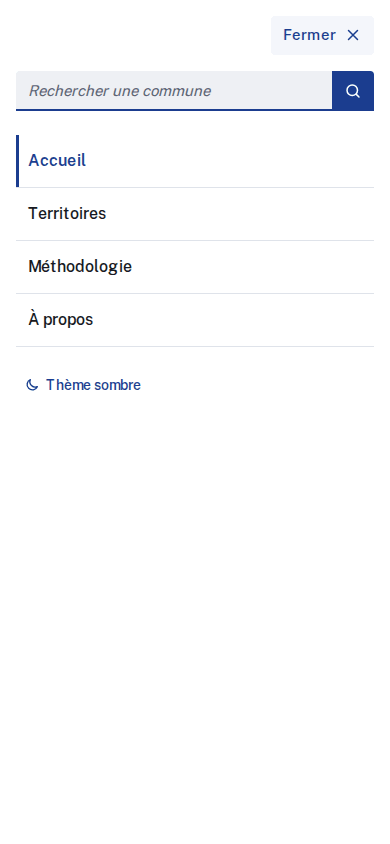 Fermer
Rechercher une commune
Accueil
Territoires
Méthodologie
À propos
Thème sombre